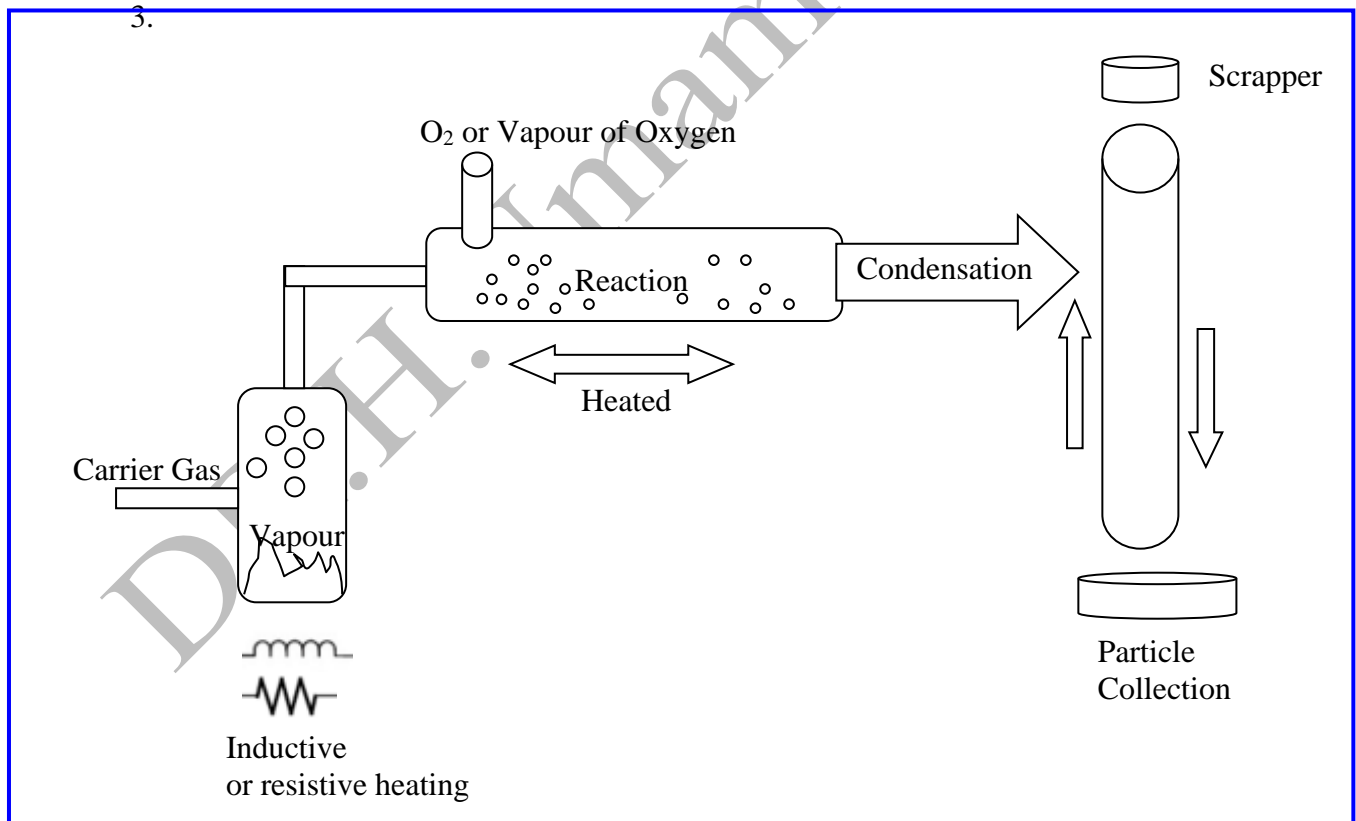 3.
Scrapper
O₂ or Vapour of Oxygen
Reaction
Condensation
Heated
Carrier Gas
Vapour
Particle
Collection
Inductive
or resistive heating